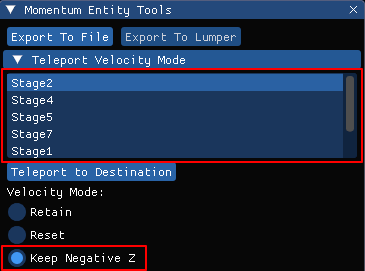 Momentum Entity Tools
Export To File Export To Lumper
Teleport Velocity Mode
Stage2
Stage4
Stage5
Stage7
Stage1
Teleport to Destination
Velocity Mode:
Retain
Reset
Keep Negative Z